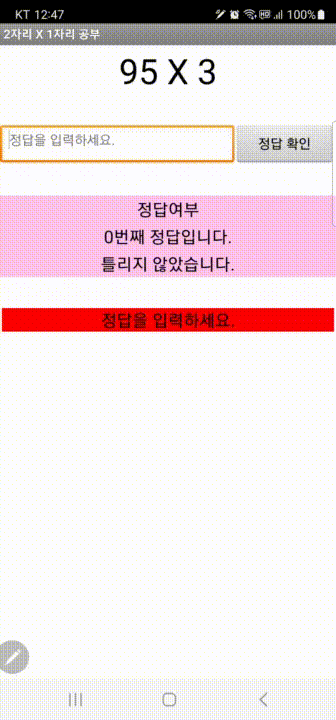 KT 12:47 100%
2자리 X 1자리 공부
95 X 3
정답을 입력하세요.
정답 확인
정답여부
0번째 정답입니다.
틀리지 않았습니다.
정답을 입력하세요.